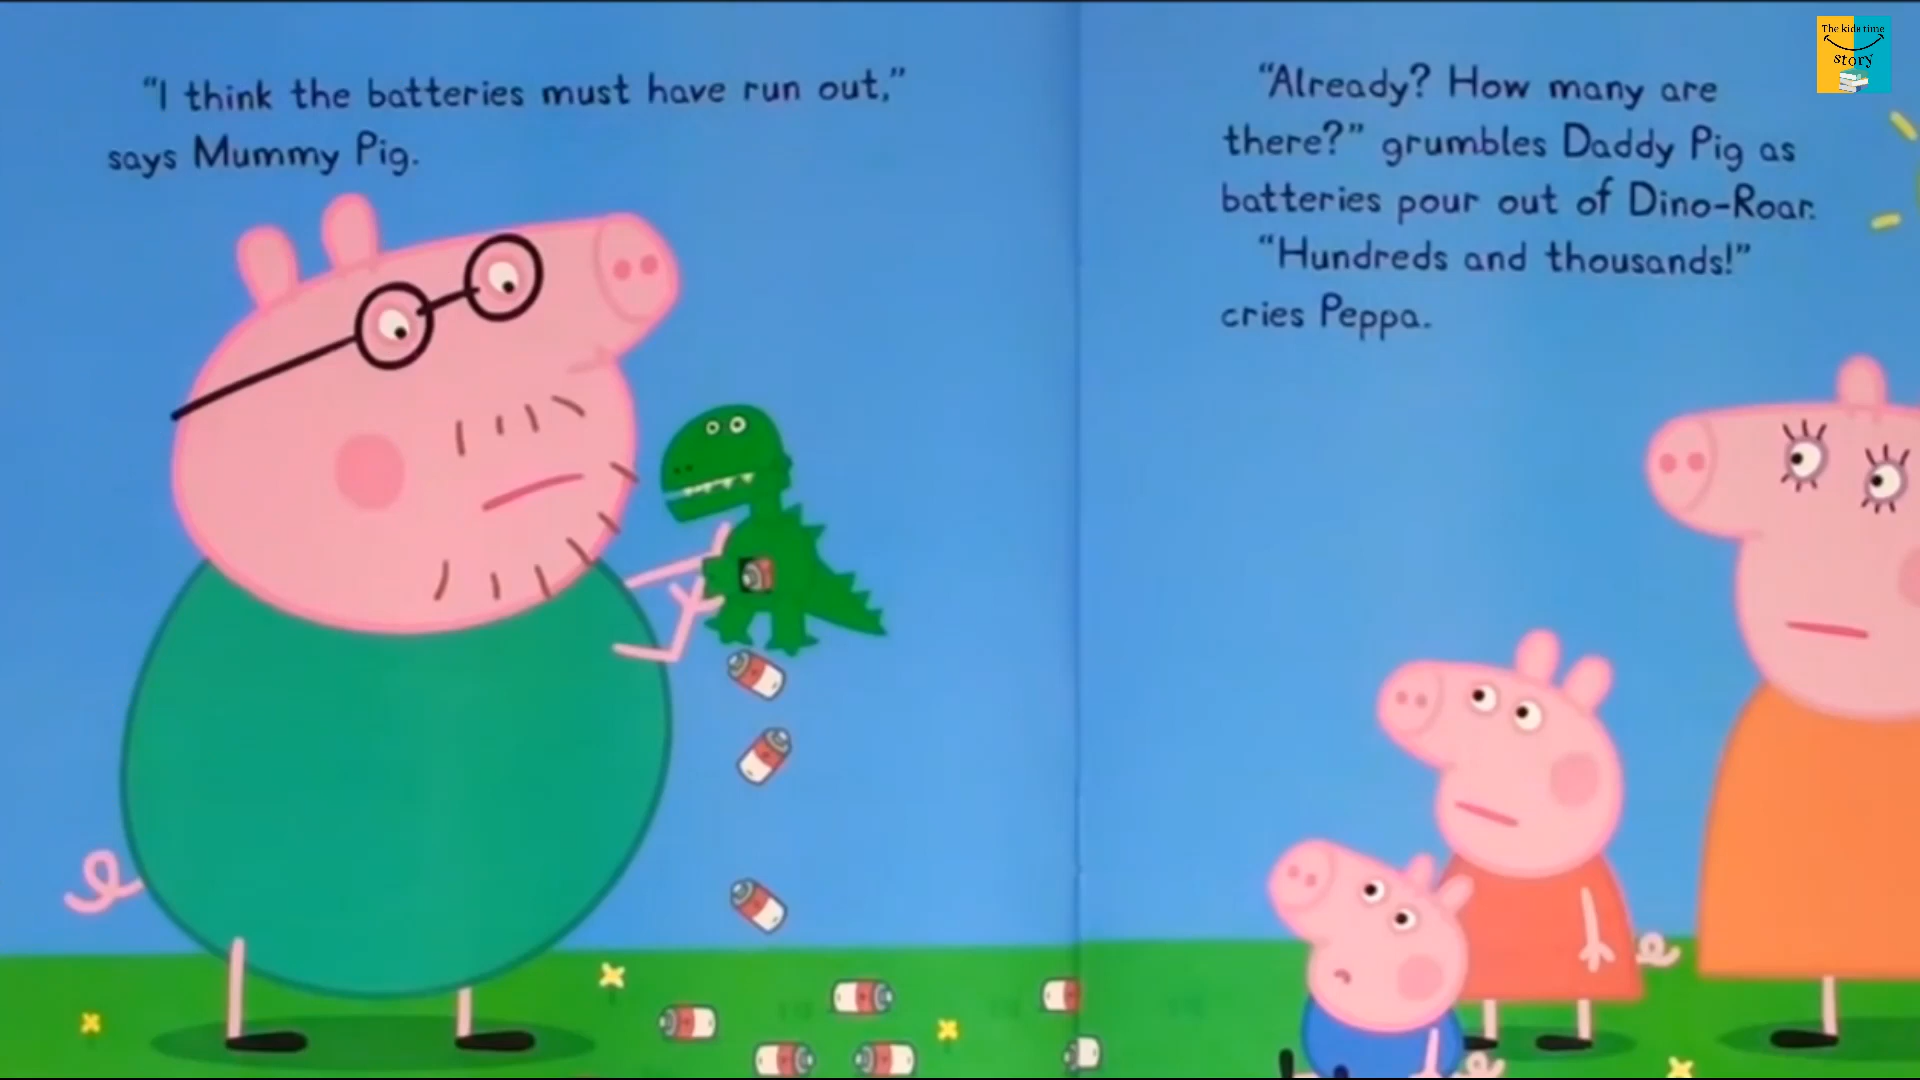 “I think the batteries must have run out,”
says Mummy Pig.
“Already? How many are
there?” grumbles Daddy Pig as
batteries pour out of Dino-Roar.
“Hundreds and thousands!”
cries Peppa.
The kids time
story